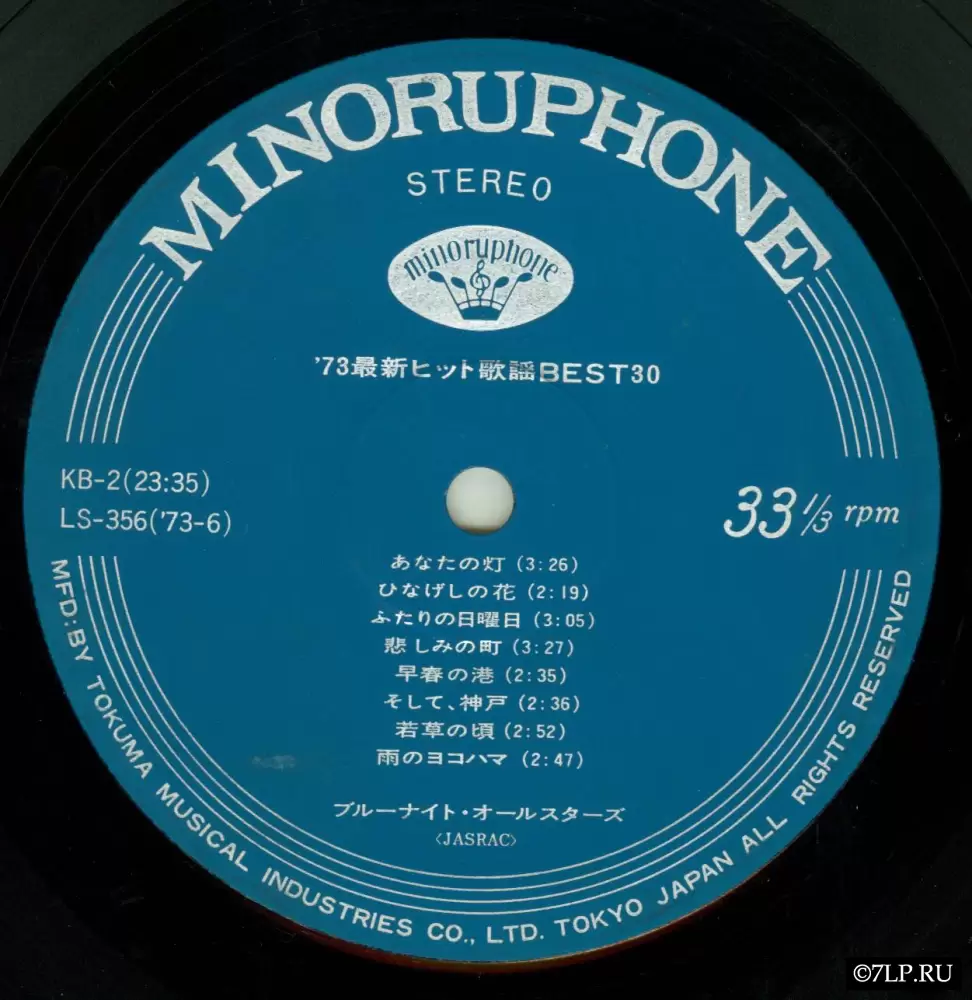 MINORUPHONE
STEREO
minoruphone
'73最新ヒット歌謡BEST30
KB-2(23:35)
LS-356('73-6)
33 1/3 rpm
あなたの灯(3:26)
ひなげしの花(2:19)
ふたりの日曜日(3:05)
悲しみの町(3:27)
早春の港(2:35)
そして、神戸(2:36)
若草の頃(2:52)
雨のヨコハマ(2:47)
ブルーナイト・オールスターズ
〈JASRAC〉
MFD:BY TOKUMA MUSICAL INDUSTRIES CO., LTD. TOKYO JAPAN ALL RIGHTS RESERVED
©7LP.RU